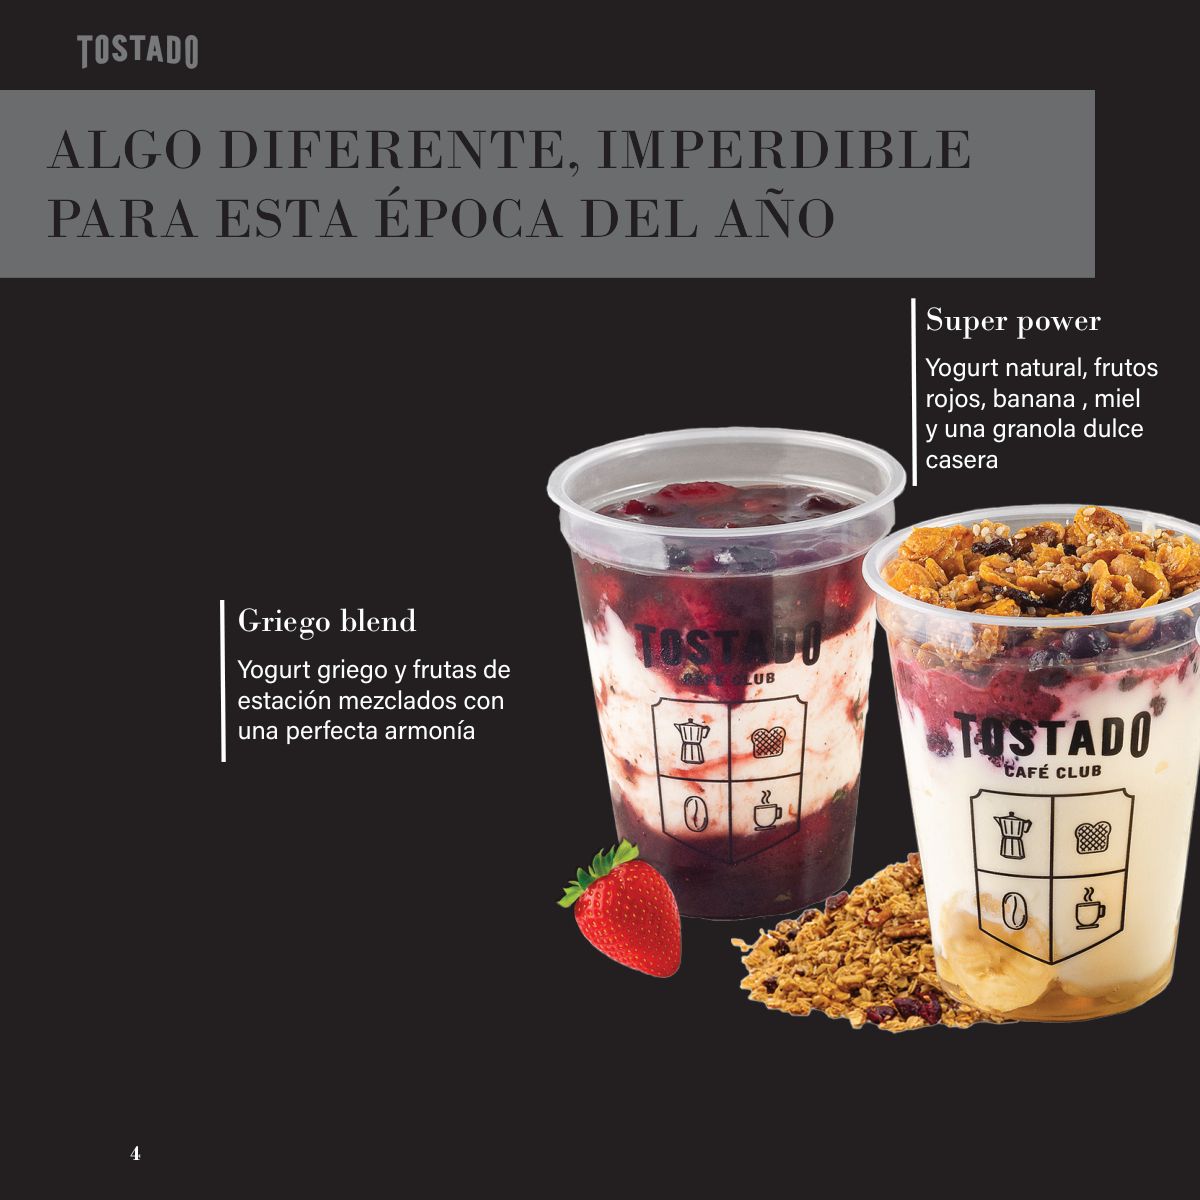 TOSTADO
ALGO DIFERENTE, IMPERDIBLE
PARA ESTA ÉPOCA DEL AÑO
Super power
Yogurt natural, frutos
rojos, banana , miel
y una granola dulce
casera
Griego blend
Yogurt griego y frutas de
estación mezclados con
una perfecta armonía
TOSTADO
CAFÉ CLUB
TOSTADO
CAFÉ CLUB
4